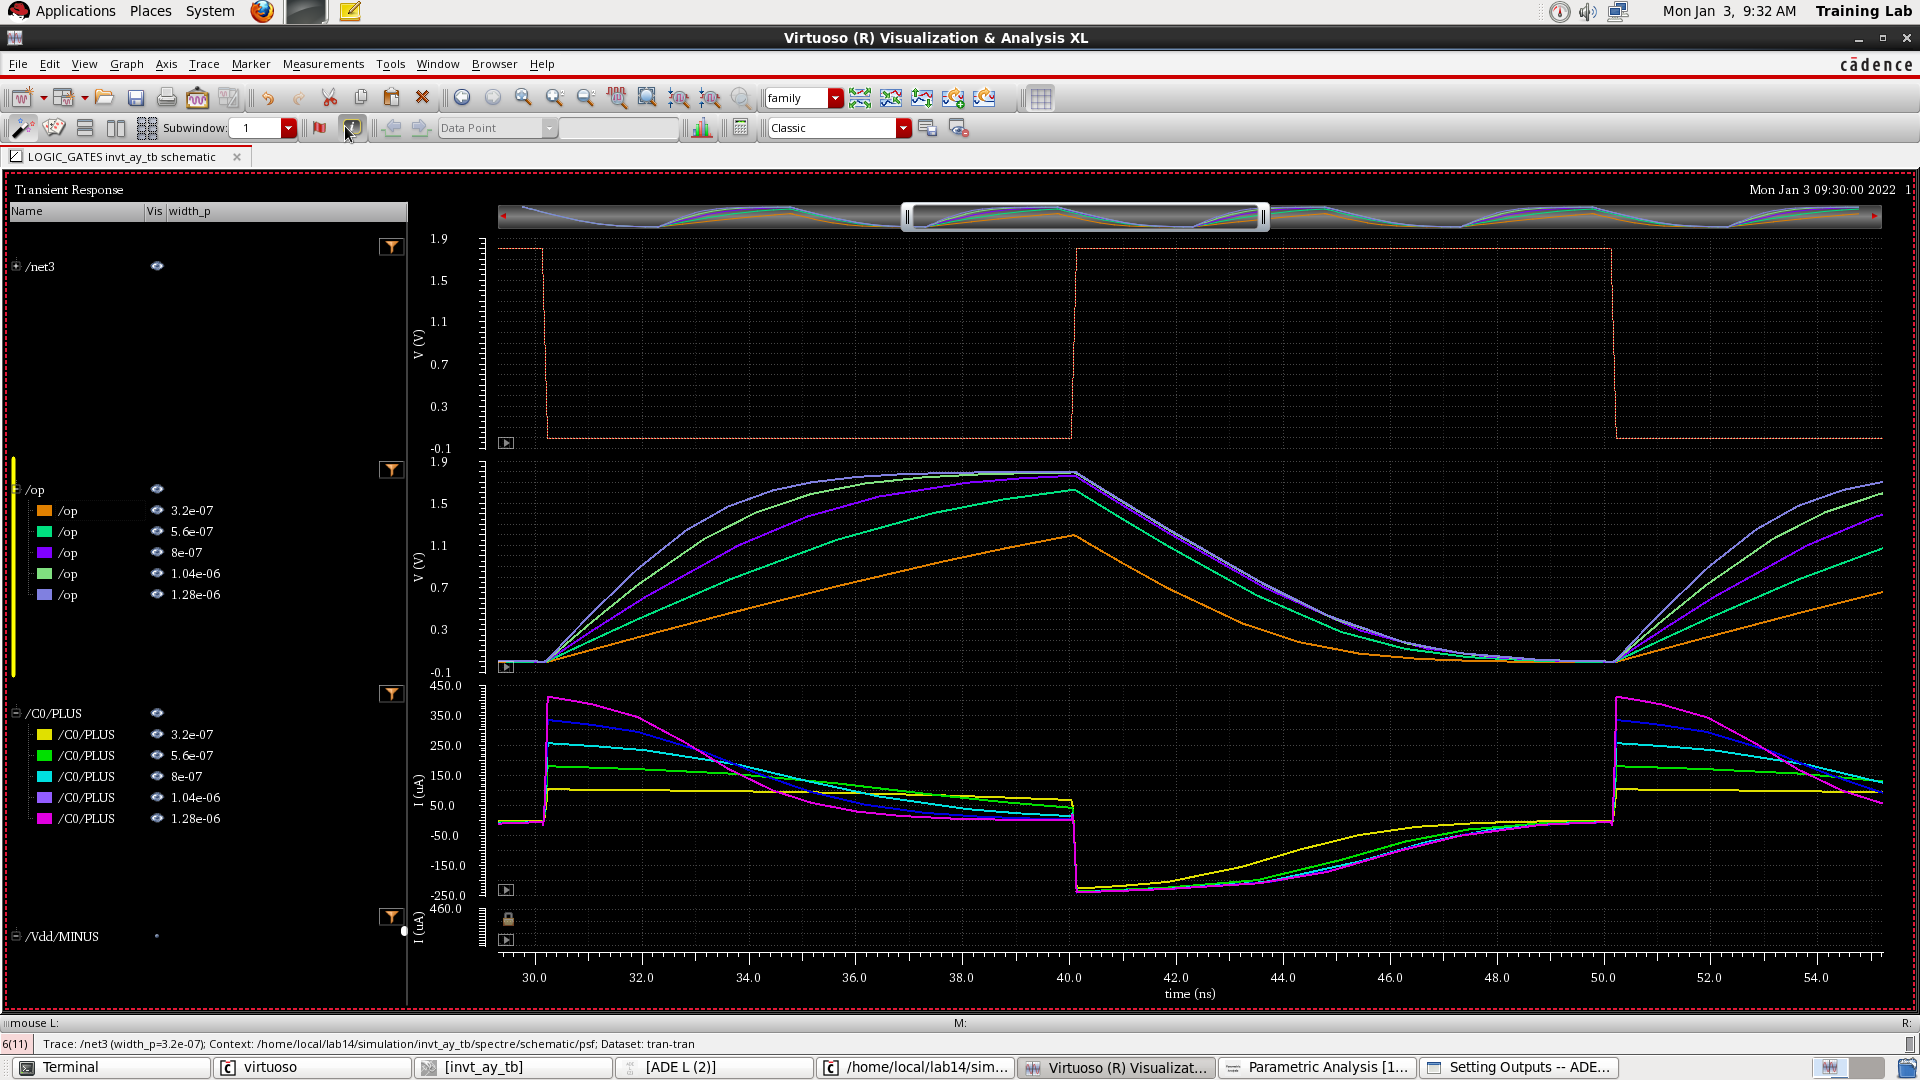 Applications Places System Mon Jan 3, 9:32 AM Training Lab
Virtuoso (R) Visualization & Analysis XL
File Edit View Graph Axis Trace Marker Measurements Tools Window Browser Help cādence
family
Subwindow: 1 Data Point Classic
LOGIC_GATES invt_ay_tb schematic
Transient Response Mon Jan 3 09:30:00 2022 1
Name Vis width_p
/net3
/op
/op 3.2e-07
/op 5.6e-07
/op 8e-07
/op 1.04e-06
/op 1.28e-06
/C0/PLUS
/C0/PLUS 3.2e-07
/C0/PLUS 5.6e-07
/C0/PLUS 8e-07
/C0/PLUS 1.04e-06
/C0/PLUS 1.28e-06
/Vdd/MINUS
1.9
1.5
1.1
0.7
0.3
-0.1
V (V)
1.9
1.5
1.1
0.7
0.3
-0.1
V (V)
450.0
350.0
250.0
150.0
50.0
-50.0
-150.0
-250.0
I (uA)
460.0
I (uA)
30.0 32.0 34.0 36.0 38.0 40.0 42.0 44.0 46.0 48.0 50.0 52.0 54.0
time (ns)
mouse L: M: R:
6(11) Trace: /net3 (width_p=3.2e-07); Context: /home/local/lab14/simulation/invt_ay_tb/spectre/schematic/psf; Dataset: tran-tran
Terminal virtuoso [invt_ay_tb] [ADE L (2)] /home/local/lab14/sim... Virtuoso (R) Visualizat... Parametric Analysis [1... Setting Outputs -- ADE...